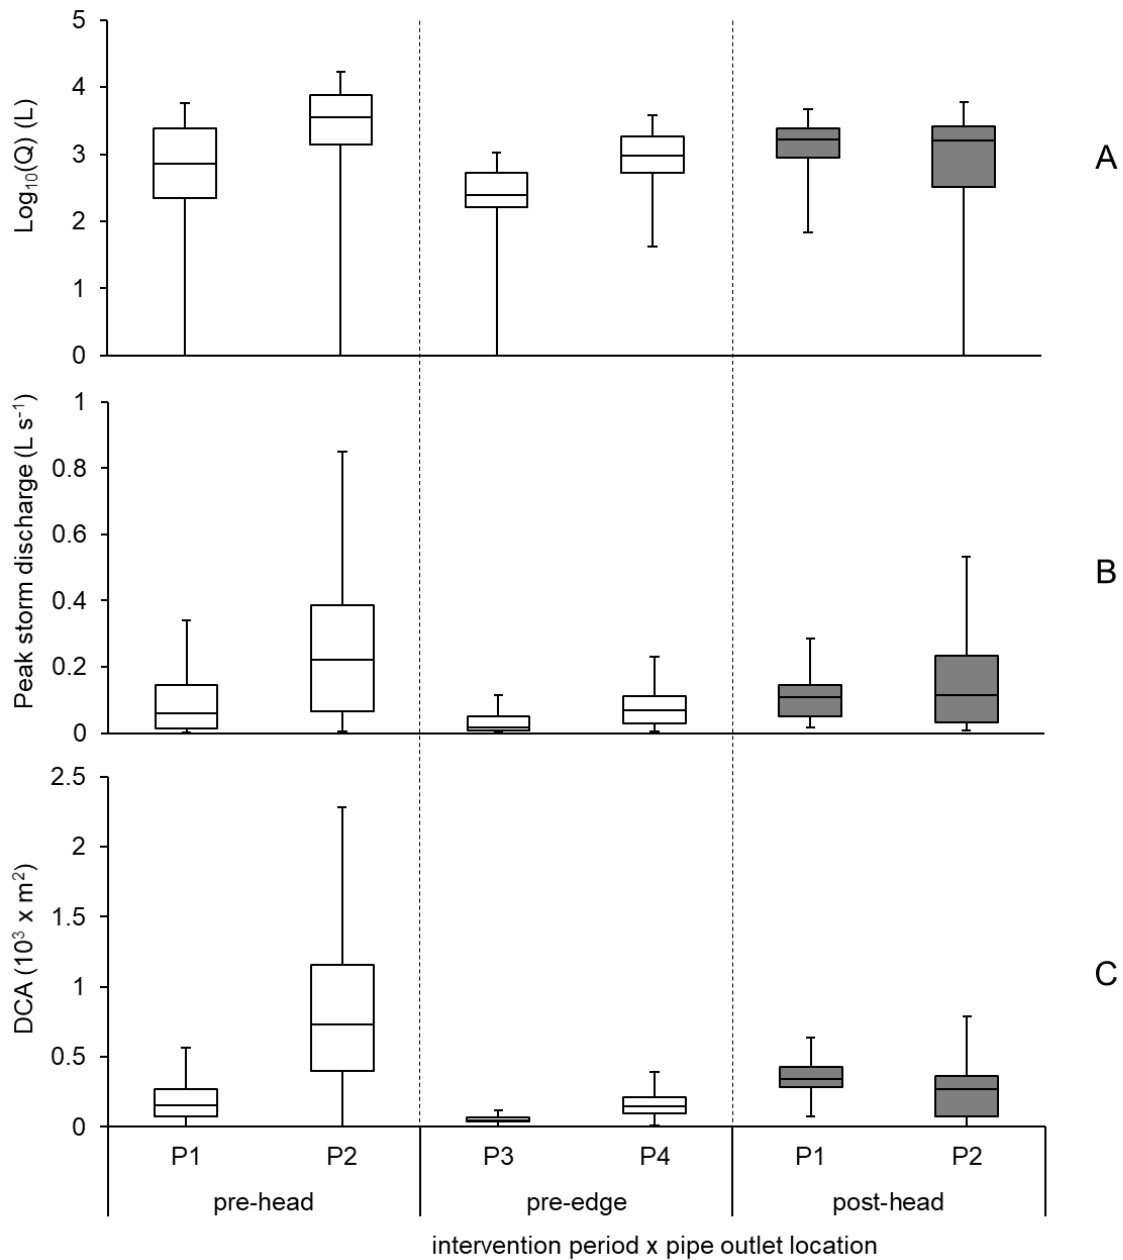 5
4
3
2
1
0
Log₁₀(Q) (L)
A
1
0.8
0.6
0.4
0.2
0
Peak storm discharge (L s⁻¹)
B
2.5
2
1.5
1
0.5
0
DCA (10³ x m²)
C
P1 P2 P3 P4 P1 P2
pre-head pre-edge post-head
intervention period x pipe outlet location